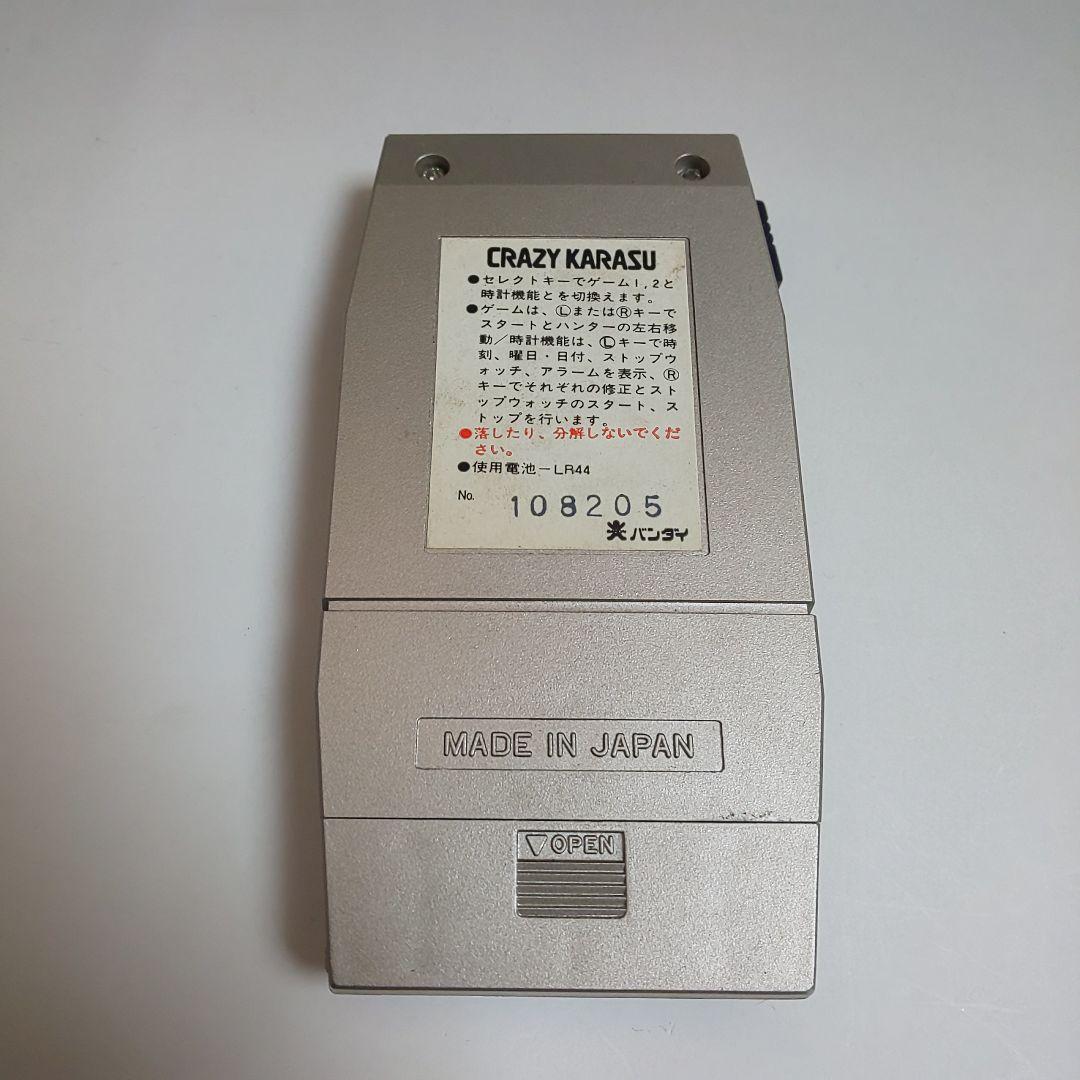 CRAZY KARASU
●セレクトキーでゲーム1,2と
時計機能とを切換えます。
●ゲームは、ⓁまたはⓇキーで
スタートとハンターの左右移
動／時計機能は、Ⓛキーで時
刻、曜日・日付、ストップウ
ォッチ、アラームを表示、Ⓡ
キーでそれぞれの修正とスト
ップウォッチのスタート、ス
トップを行います。
●落したり、分解しないでくだ
さい。
●使用電池－LR44
No. 108205
バンダイ
MADE IN JAPAN
▽OPEN